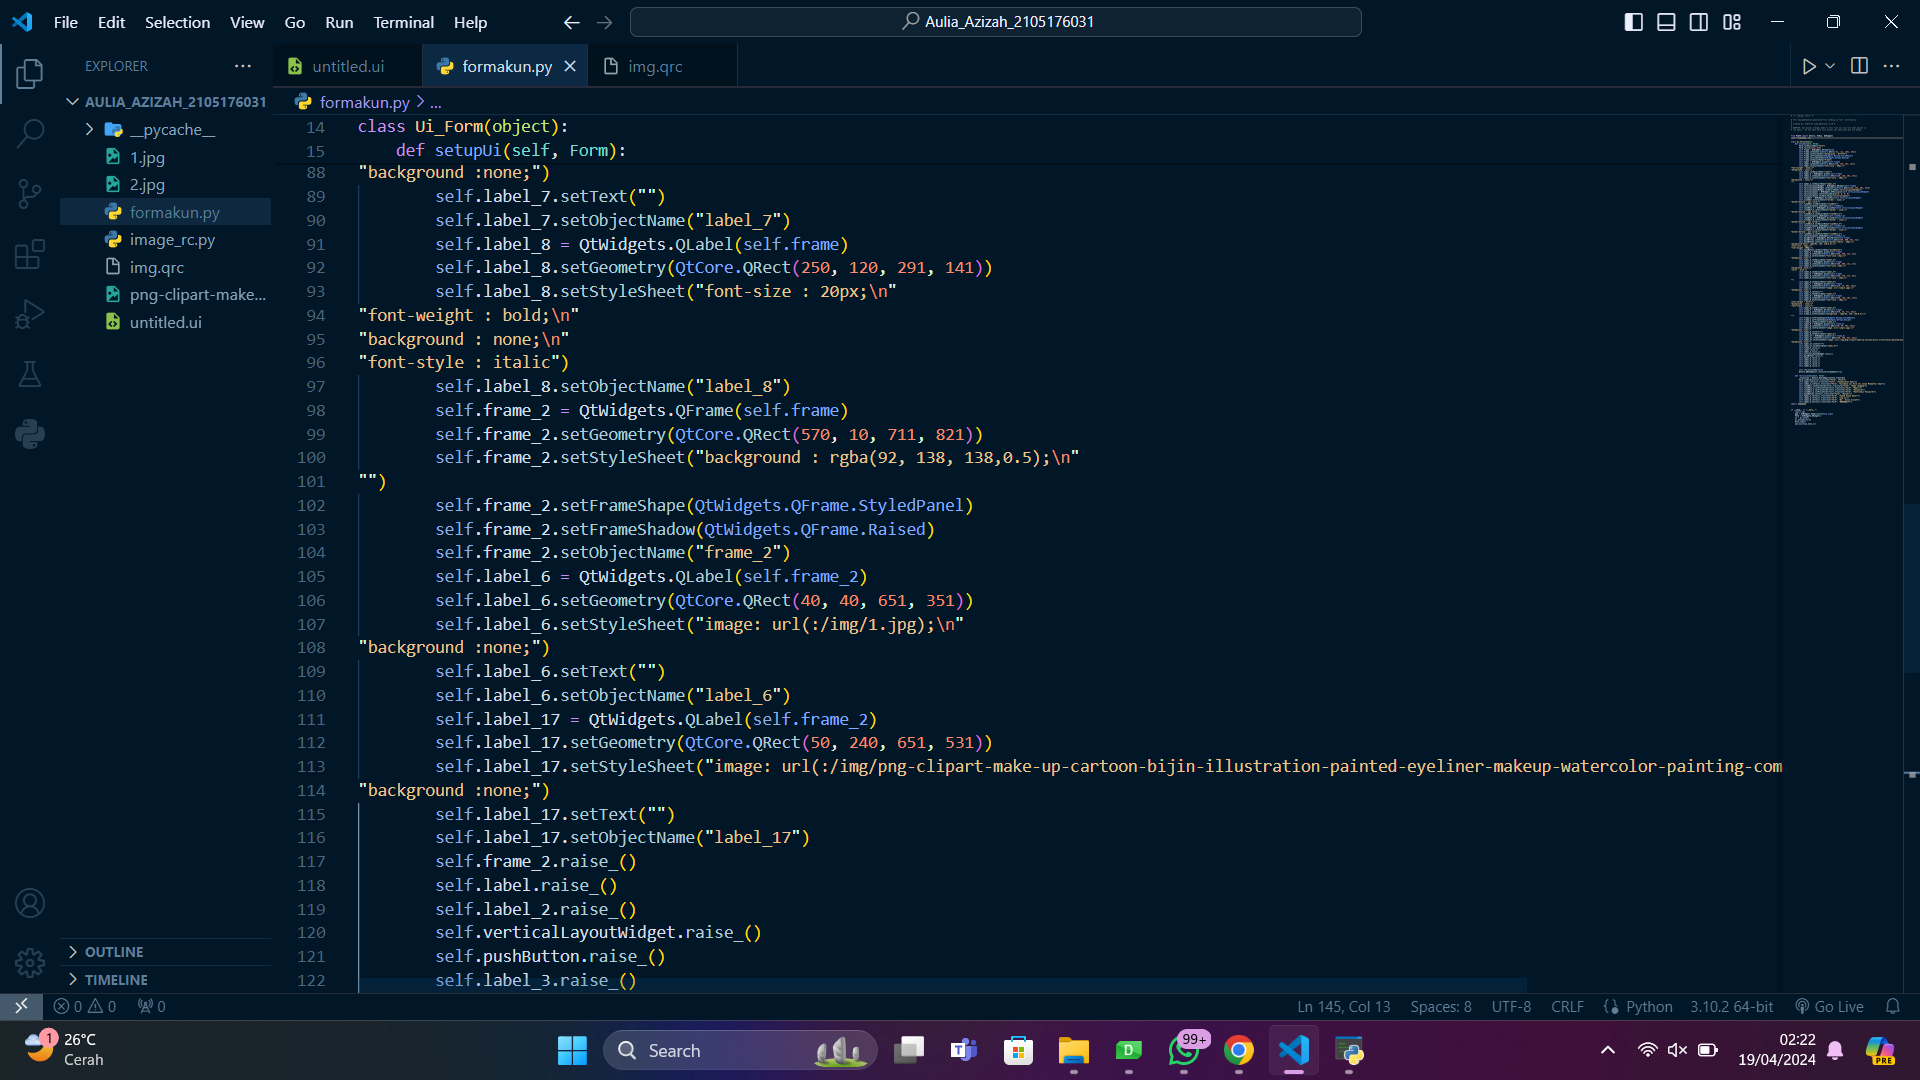 File Edit Selection View Go Run Terminal Help
Aulia_Azizah_2105176031
EXPLORER
untitled.ui
formakun.py
img.qrc
AULIA_AZIZAH_2105176031
__pycache__
1.jpg
2.jpg
formakun.py
image_rc.py
img.qrc
png-clipart-make...
untitled.ui
OUTLINE
TIMELINE
formakun.py > ...
14 class Ui_Form(object):
15 def setupUi(self, Form):
88 "background :none;")
89 self.label_7.setText("")
90 self.label_7.setObjectName("label_7")
91 self.label_8 = QtWidgets.QLabel(self.frame)
92 self.label_8.setGeometry(QtCore.QRect(250, 120, 291, 141))
93 self.label_8.setStyleSheet("font-size : 20px;\n"
94 "font-weight : bold;\n"
95 "background : none;\n"
96 "font-style : italic")
97 self.label_8.setObjectName("label_8")
98 self.frame_2 = QtWidgets.QFrame(self.frame)
99 self.frame_2.setGeometry(QtCore.QRect(570, 10, 711, 821))
100 self.frame_2.setStyleSheet("background : rgba(92, 138, 138,0.5);\n"
101 "")
102 self.frame_2.setFrameShape(QtWidgets.QFrame.StyledPanel)
103 self.frame_2.setFrameShadow(QtWidgets.QFrame.Raised)
104 self.frame_2.setObjectName("frame_2")
105 self.label_6 = QtWidgets.QLabel(self.frame_2)
106 self.label_6.setGeometry(QtCore.QRect(40, 40, 651, 351))
107 self.label_6.setStyleSheet("image: url(:/img/1.jpg);\n"
108 "background :none;")
109 self.label_6.setText("")
110 self.label_6.setObjectName("label_6")
111 self.label_17 = QtWidgets.QLabel(self.frame_2)
112 self.label_17.setGeometry(QtCore.QRect(50, 240, 651, 531))
113 self.label_17.setStyleSheet("image: url(:/img/png-clipart-make-up-cartoon-bijin-illustration-painted-eyeliner-makeup-watercolor-painting-com
114 "background :none;")
115 self.label_17.setText("")
116 self.label_17.setObjectName("label_17")
117 self.frame_2.raise_()
118 self.label.raise_()
119 self.label_2.raise_()
120 self.verticalLayoutWidget.raise_()
121 self.pushButton.raise_()
122 self.label_3.raise_()
0 0 0 Ln 145, Col 13 Spaces: 8 UTF-8 CRLF Python 3.10.2 64-bit Go Live
1
26°C
Cerah
Search
99+
PRE
02:22
19/04/2024